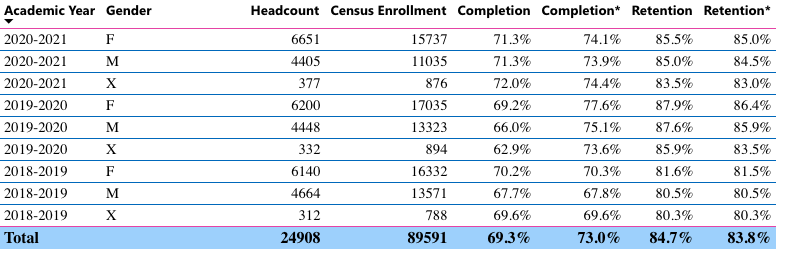 Academic Year Gender Headcount Census Enrollment Completion Completion* Retention Retention*
2020-2021 F 6651 15737 71.3% 74.1% 85.5% 85.0%
2020-2021 M 4405 11035 71.3% 73.9% 85.0% 84.5%
2020-2021 X 377 876 72.0% 74.4% 83.5% 83.0%
2019-2020 F 6200 17035 69.2% 77.6% 87.9% 86.4%
2019-2020 M 4448 13323 66.0% 75.1% 87.6% 85.9%
2019-2020 X 332 894 62.9% 73.6% 85.9% 83.5%
2018-2019 F 6140 16332 70.2% 70.3% 81.6% 81.5%
2018-2019 M 4664 13571 67.7% 67.8% 80.5% 80.5%
2018-2019 X 312 788 69.6% 69.6% 80.3% 80.3%
Total 24908 89591 69.3% 73.0% 84.7% 83.8%